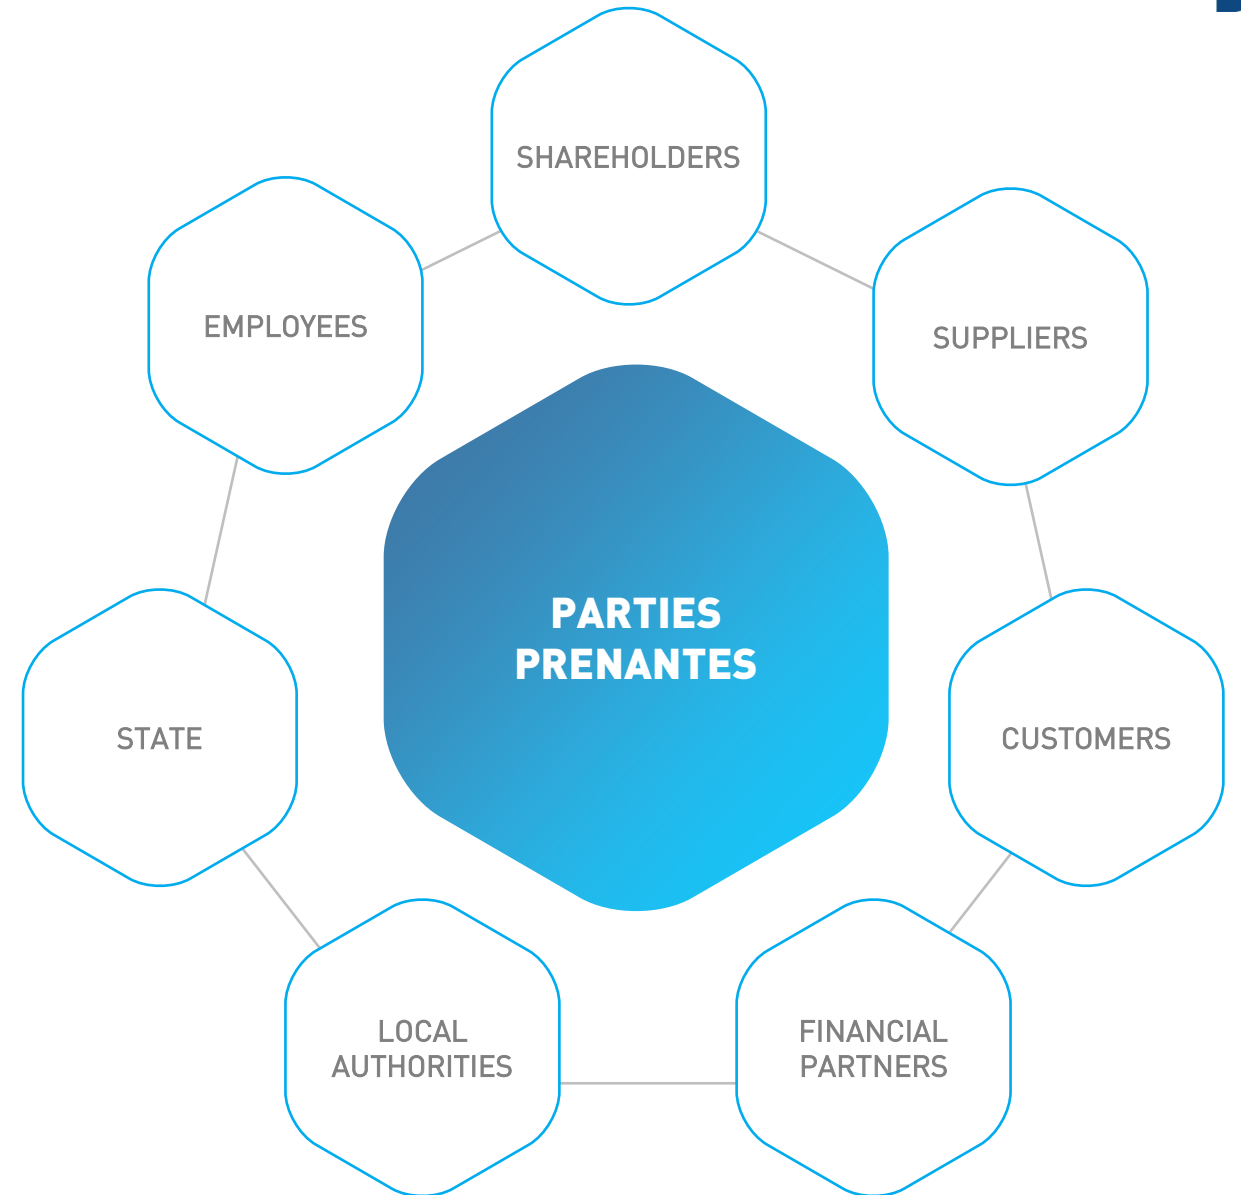 SHAREHOLDERS
EMPLOYEES
SUPPLIERS
PARTIES
PRENANTES
STATE
CUSTOMERS
LOCAL
AUTHORITIES
FINANCIAL
PARTNERS